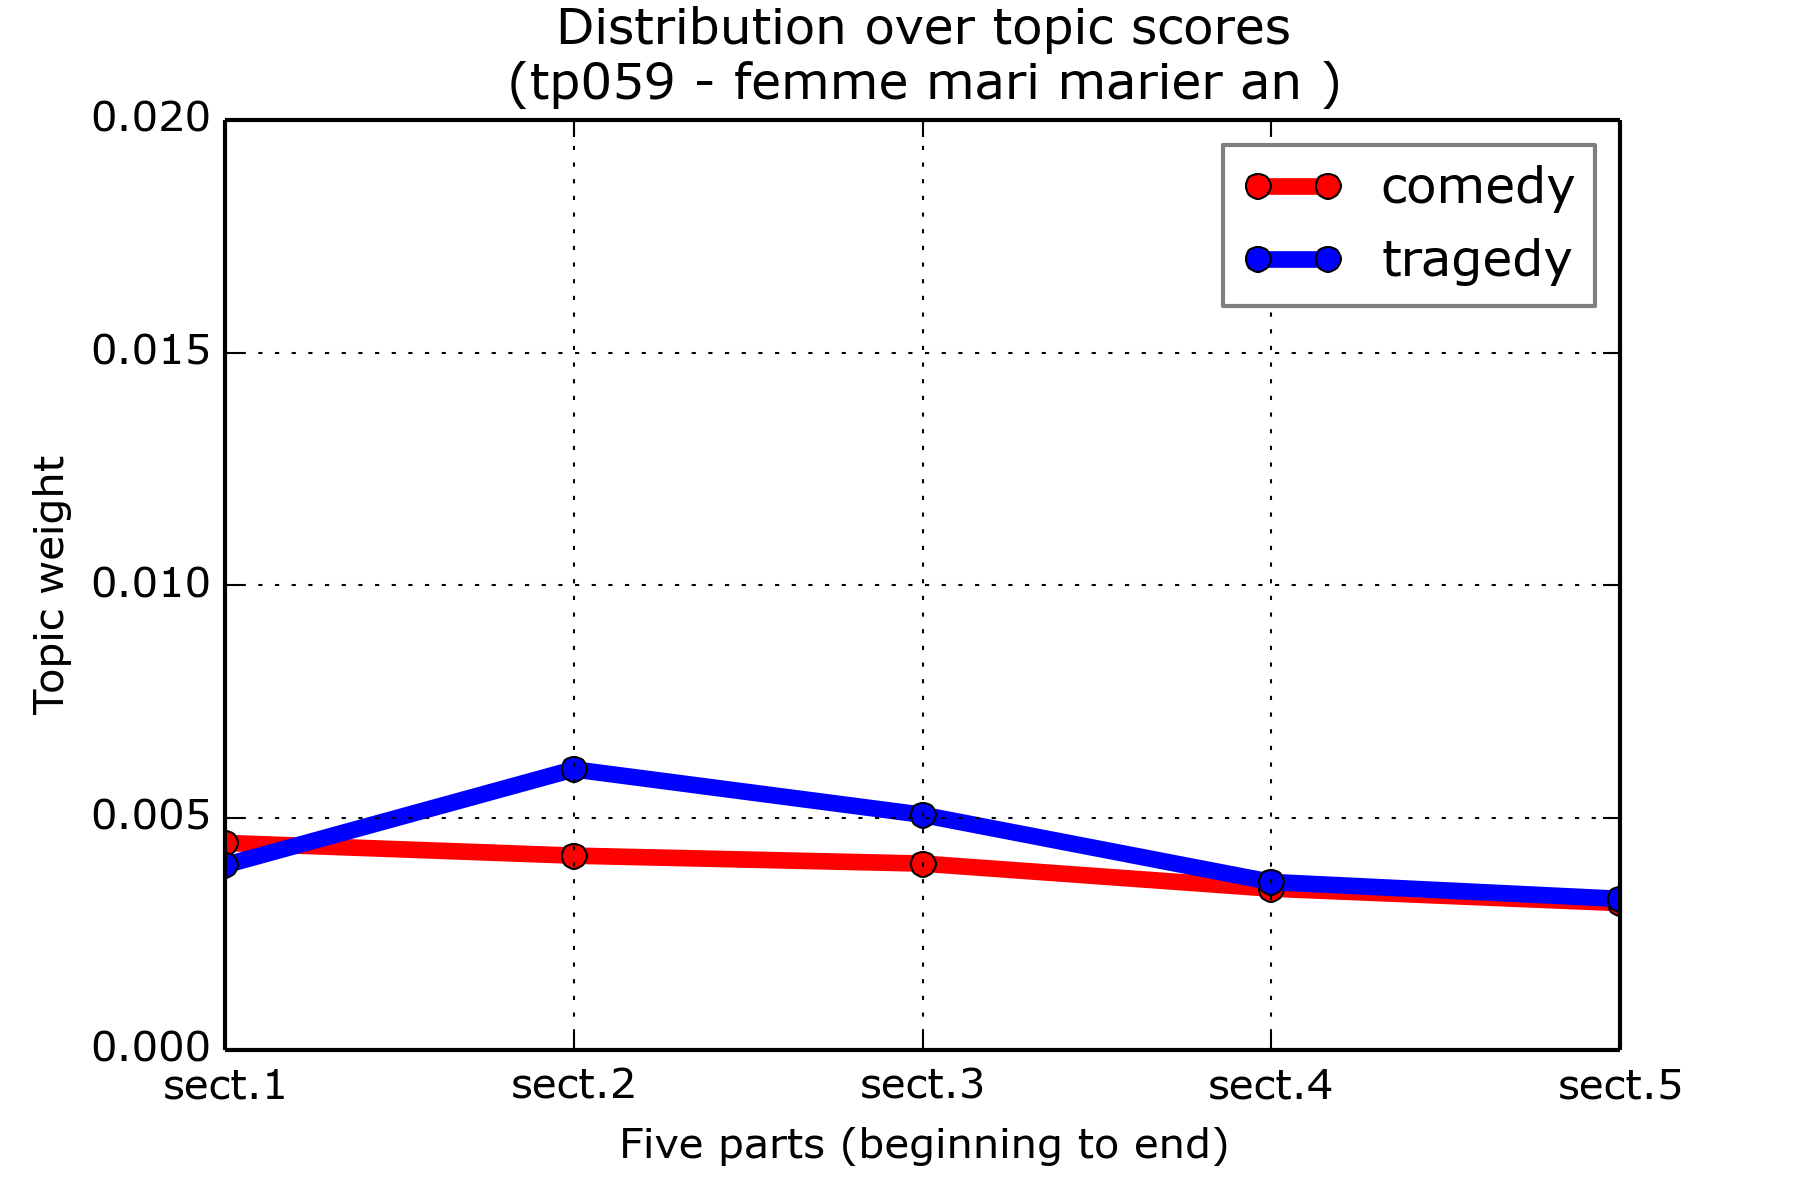 Distribution over topic scores
(tp059 - femme mari marier an )
0.020
0.015
0.010
0.005
0.000
Topic weight
comedy
tragedy
sect.1 sect.2 sect.3 sect.4 sect.5
Five parts (beginning to end)